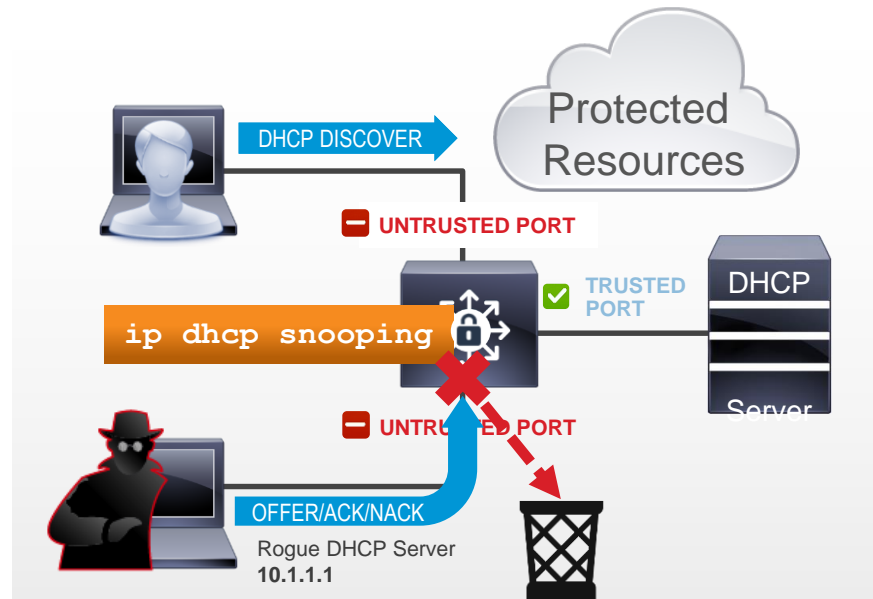 Protected
Resources
DHCP DISCOVER
UNTRUSTED PORT
DHCP
TRUSTED
PORT
ip dhcp snooping
Server
UNTRUSTED PORT
OFFER/ACK/NACK
Rogue DHCP Server
10.1.1.1